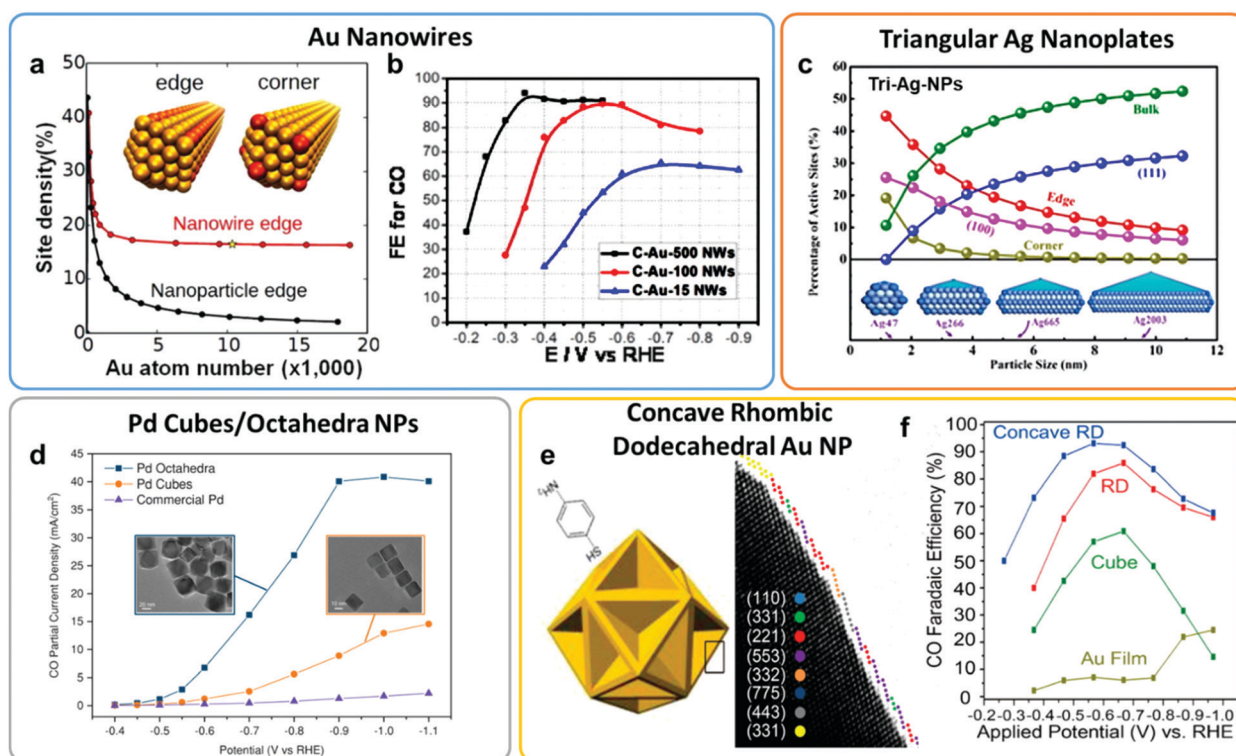 Au Nanowires
a
50
40
30
20
10
0
Site density(%)
edge
corner
Nanowire edge
Nanoparticle edge
0
5
10
15
20
Au atom number (x1,000)
b
100
90
80
70
60
50
40
30
20
10
0
FE for CO
C-Au-500 NWs
C-Au-100 NWs
C-Au-15 NWs
-0.2 -0.3 -0.4 -0.5 -0.6 -0.7 -0.8 -0.9
E / V vs RHE
Triangular Ag Nanoplates
c
60
50
40
30
20
10
0
Percentage of Active Sites (%)
Tri-Ag-NPs
Bulk
(111)
Edge
(100)
Corner
Ag47
Ag266
Ag665
Ag2003
0 2 4 6 8 10 12
Particle Size (nm)
Pd Cubes/Octahedra NPs
d
45
40
35
30
25
20
15
10
5
0
CO Partial Current Density (mA/cm²)
Pd Octahedra
Pd Cubes
Commercial Pd
20 nm
10 nm
-0.4 -0.5 -0.6 -0.7 -0.8 -0.9 -1.0 -1.1
Potential (V vs RHE)
Concave Rhombic
Dodecahedral Au NP
e
H₂N
HS
(110)
(331)
(221)
(553)
(332)
(775)
(443)
(331)
f
100
90
80
70
60
50
40
30
20
10
0
CO Faradaic Efficiency (%)
Concave RD
RD
Cube
Au Film
-0.2 -0.3 -0.4 -0.5 -0.6 -0.7 -0.8 -0.9 -1.0
Applied Potential (V) vs. RHE